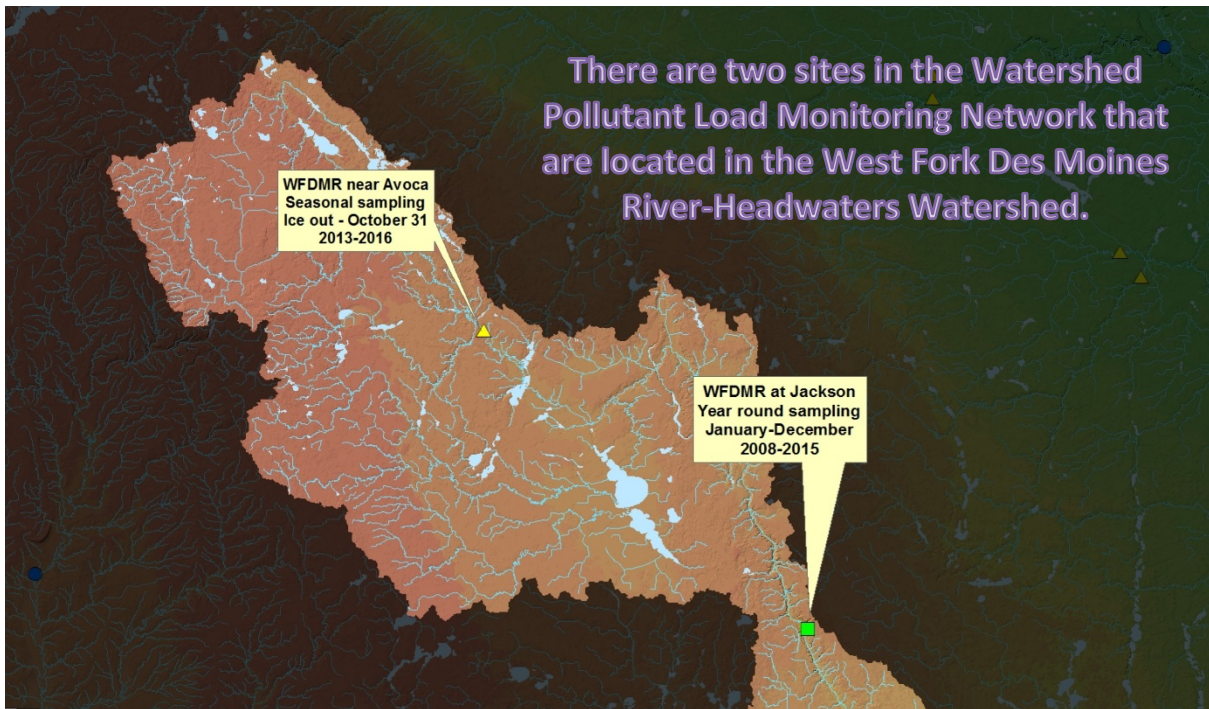 There are two sites in the Watershed
Pollutant Load Monitoring Network that
are located in the West Fork Des Moines
River-Headwaters Watershed.
WFDMR near Avoca
Seasonal sampling
Ice out - October 31
2013-2016
WFDMR at Jackson
Year round sampling
January-December
2008-2015